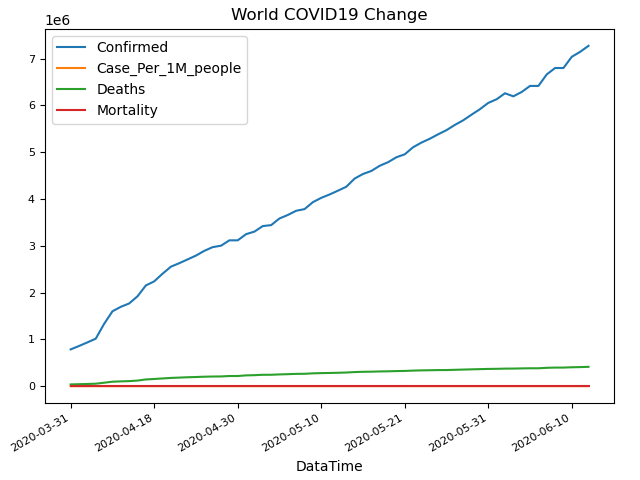 World COVID19 Change
1e6
Confirmed
Case_Per_1M_people
Deaths
Mortality
7
6
5
4
3
2
1
0
2020-03-31
2020-04-18
2020-04-30
2020-05-10
2020-05-21
2020-05-31
2020-06-10
DataTime